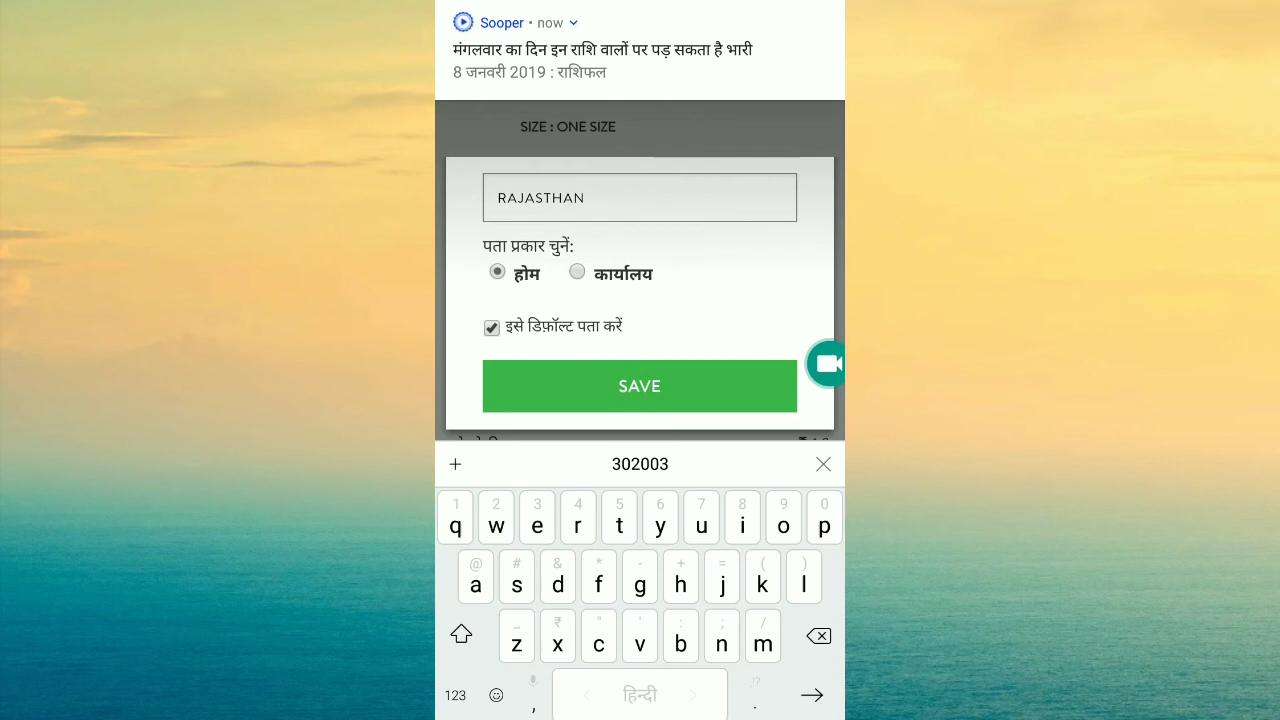 Sooper • now
मंगलवार का दिन इन राशि वालों पर पड़ सकता है भारी
8 जनवरी 2019 : राशिफल
SIZE : ONE SIZE
RAJASTHAN
पता प्रकार चुनें:
होम कार्यालय
इसे डिफ़ॉल्ट पता करें
SAVE
+ 302003
1 2 3 4 5 6 7 8 9 0
q w e r t y u i o p
@ # & * - + = ( )
a s d f g h j k l
_ ₹ " ' : ; /
z x c v b n m
123 , हिन्दी .